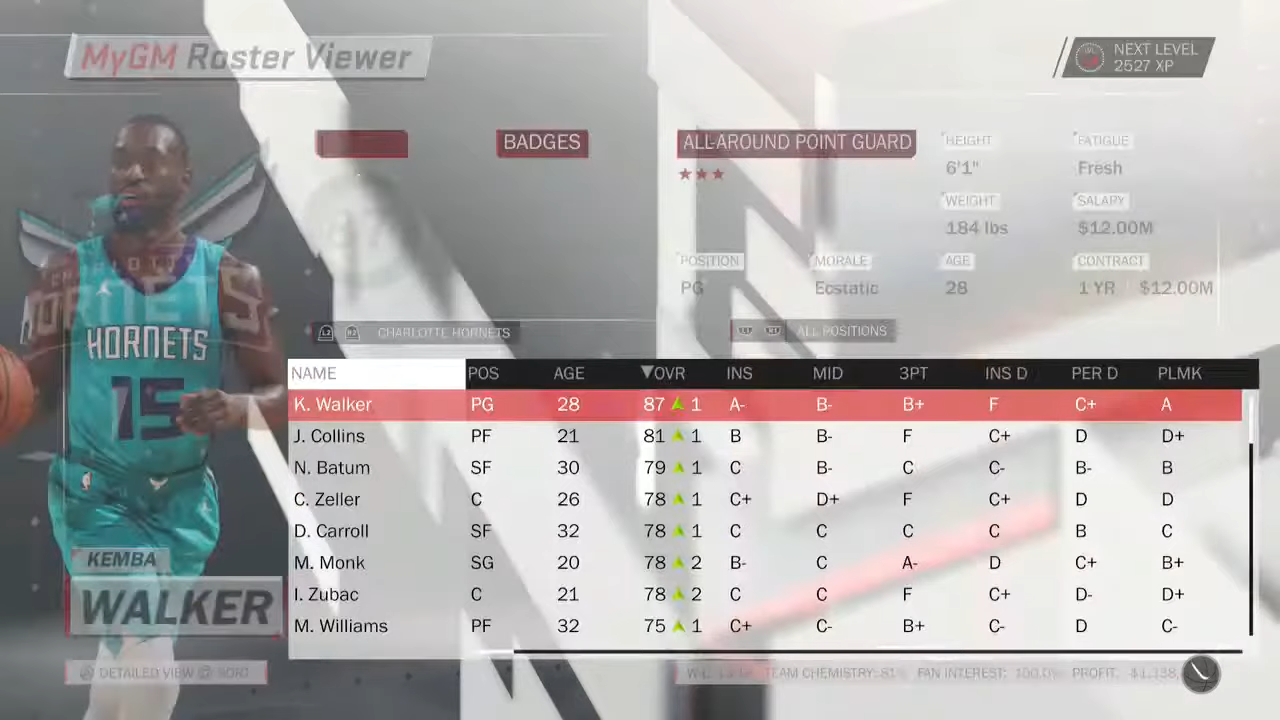 MyGM Roster Viewer
NEXT LEVEL
2527 XP
BADGES
ALL-AROUND POINT GUARD
HEIGHT
FATIGUE
6'1"
Fresh
WEIGHT
SALARY
184 lbs
$12.00M
POSITION
MORALE
AGE
CONTRACT
PG
Ecstatic
28
1 YR $12.00M
CHARLOTTE HORNETS
ALL POSITIONS
HORNETS
15
NAME POS AGE OVR INS MID 3PT INS D PER D PLMK
K. Walker PG 28 87 1 A- B- B+ F C+ A
J. Collins PF 21 81 1 B B- F C+ D D+
N. Batum SF 30 79 1 C B- C C- B- B
C. Zeller C 26 78 1 C+ D+ F C+ D D
D. Carroll SF 32 78 1 C C C C B C
M. Monk SG 20 78 2 B- C A- D C+ B+
I. Zubac C 21 78 2 C C F C+ D- D+
M. Williams PF 32 75 1 C+ C- B+ C- D C-
KEMBA
WALKER
DETAILED VIEW SORT
TEAM CHEMISTRY: 81% FAN INTEREST: 100.0% PROFIT: